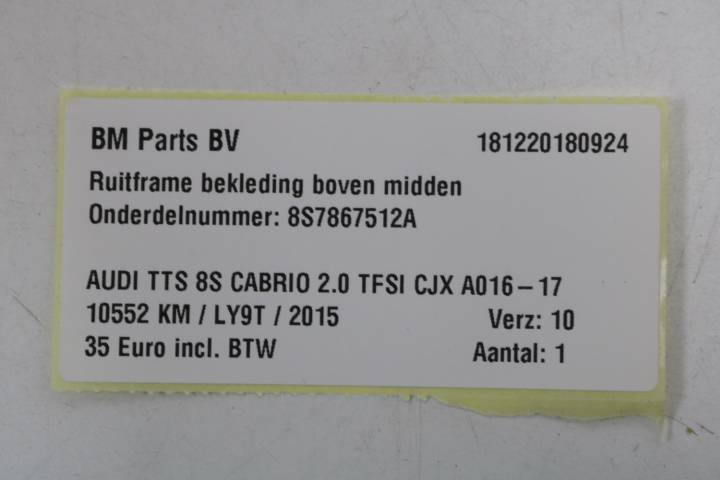 BM Parts BV 181220180924
Ruitframe bekleding boven midden
Onderdelnummer: 8S7867512A
AUDI TTS 8S CABRIO 2.0 TFSI CJX A016-17
10552 KM / LY9T / 2015 Verz: 10
35 Euro incl. BTW Aantal: 1